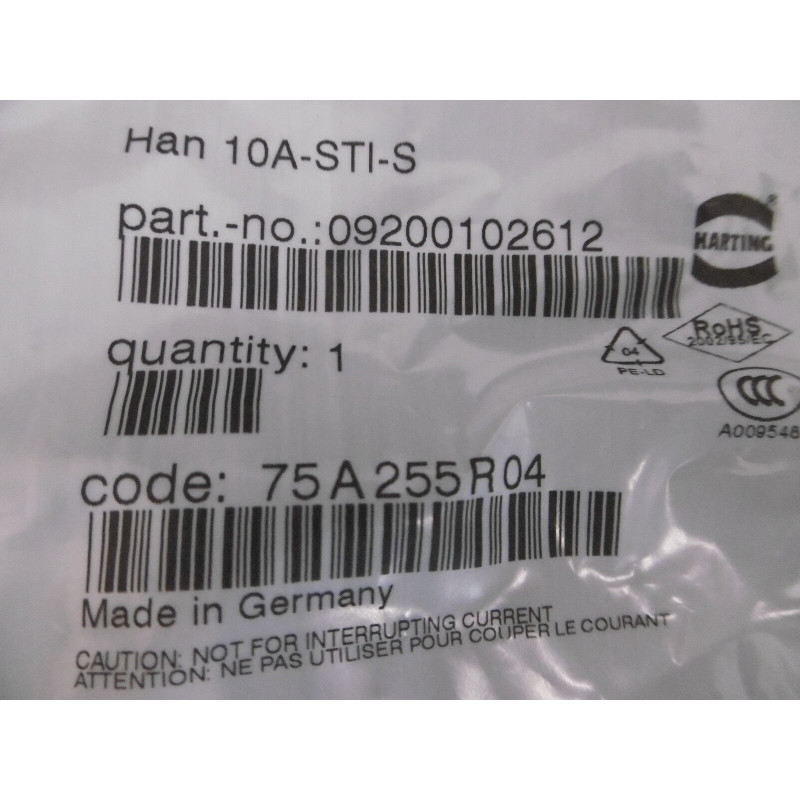 Han 10A-STI-S
part.-no.:09200102612
HARTING
®
quantity: 1
04
PE-LD
RoHS
2002/95/EC
CCC
A009548
code: 75A255R04
Made in Germany
CAUTION: NOT FOR INTERRUPTING CURRENT
ATTENTION: NE PAS UTILISER POUR COUPER LE COURANT